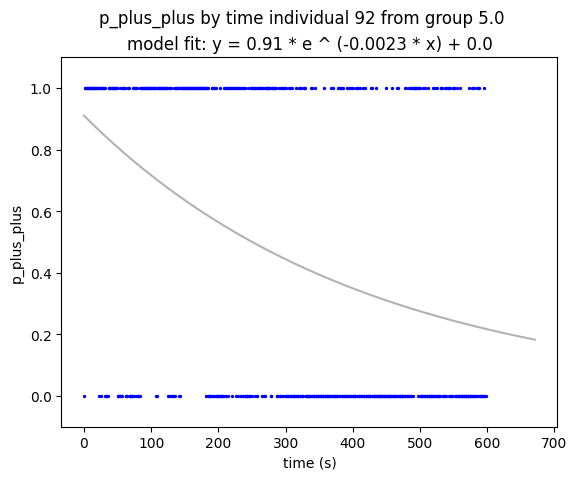 p_plus_plus by time individual 92 from group 5.0
model fit: y = 0.91 * e ^ (-0.0023 * x) + 0.0
1.0
0.8
0.6
0.4
0.2
0.0
p_plus_plus
0 100 200 300 400 500 600 700
time (s)